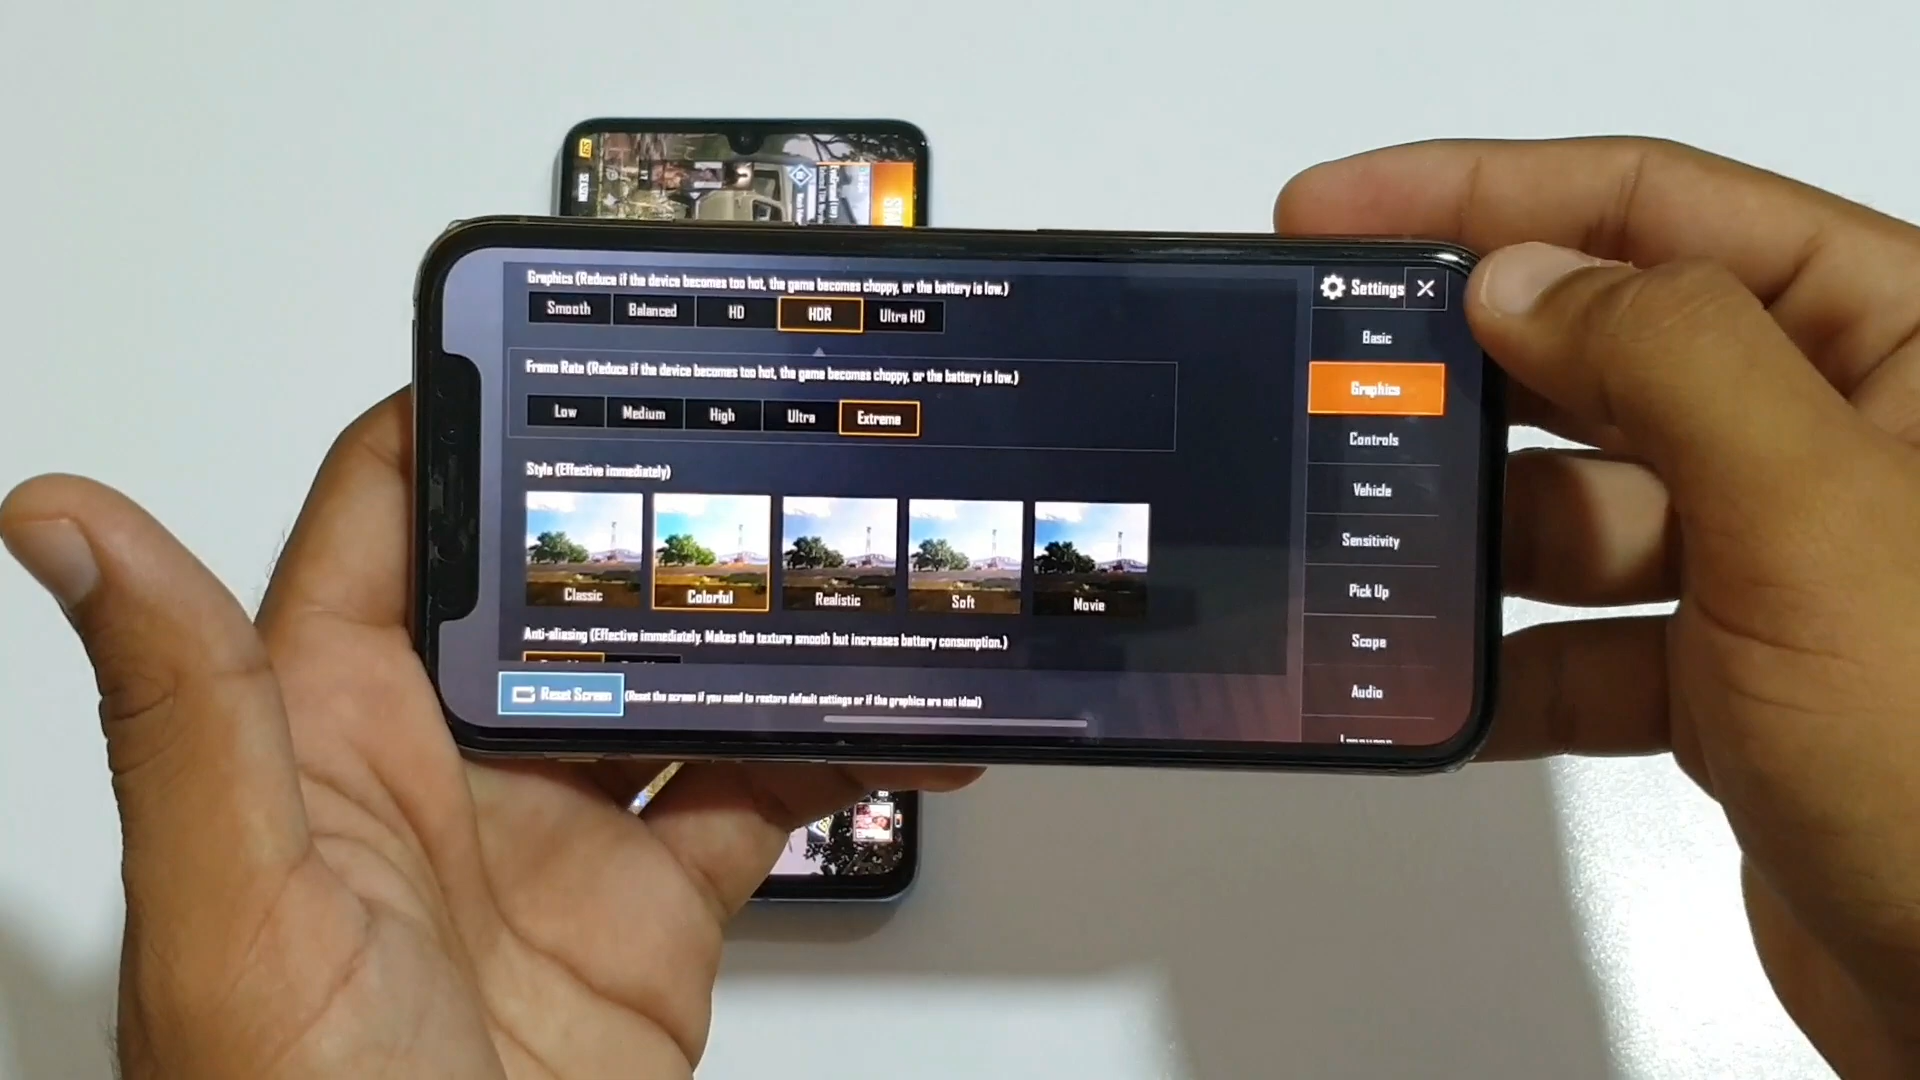 SEASON
Graphics (Reduce if the device becomes too hot, the game becomes choppy, or the battery is low.)
Smooth Balanced HD HDR Ultra HD
Frame Rate (Reduce if the device becomes too hot, the game becomes choppy, or the battery is low.)
Low Medium High Ultra Extreme
Style (Effective immediately)
Classic Colorful Realistic Soft Movie
Anti-aliasing (Effective immediately. Makes the texture smooth but increases battery consumption.)
Reset Screen (Reset the screen if you need to restore default settings or if the graphics are not ideal)
Settings
Basic
Graphics
Controls
Vehicle
Sensitivity
Pick Up
Scope
Audio